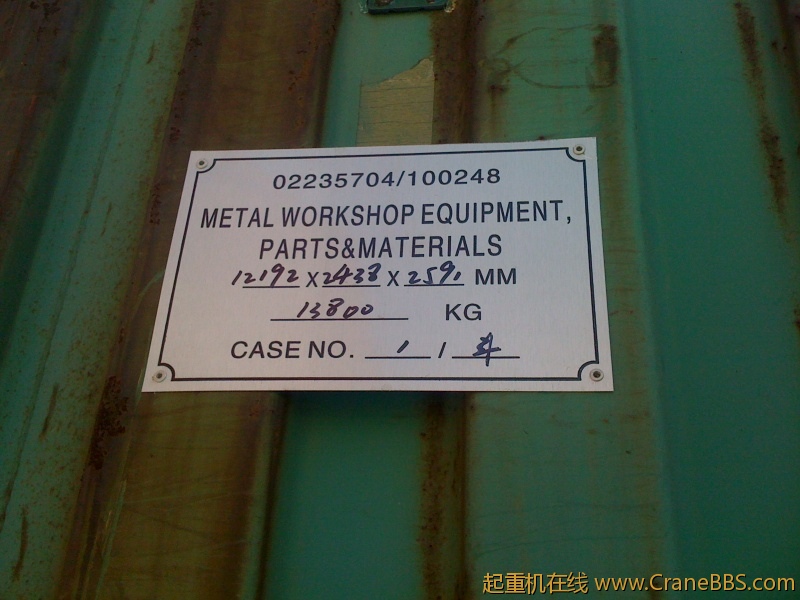 02235704/100248
METAL WORKSHOP EQUIPMENT,
PARTS&MATERIALS
12192 X 2438 X 2591 MM
13800 KG
CASE NO. 1 /
起重机在线 www.CraneBBS.com